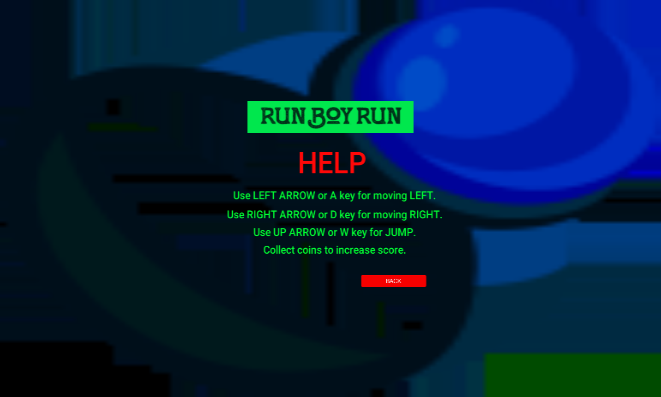 RUN BOY RUN
HELP
Use LEFT ARROW or A key for moving LEFT.
Use RIGHT ARROW or D key for moving RIGHT.
Use UP ARROW or W key for JUMP.
Collect coins to increase score.
BACK